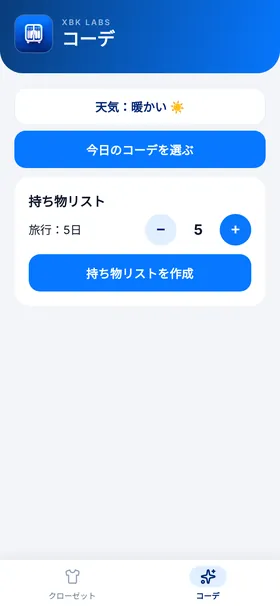 XBK LABS
コーデ
天気：暖かい ☀️
今日のコーデを選ぶ
持ち物リスト
旅行：5日
− 5 +
持ち物リストを作成
クローゼット
コーデ